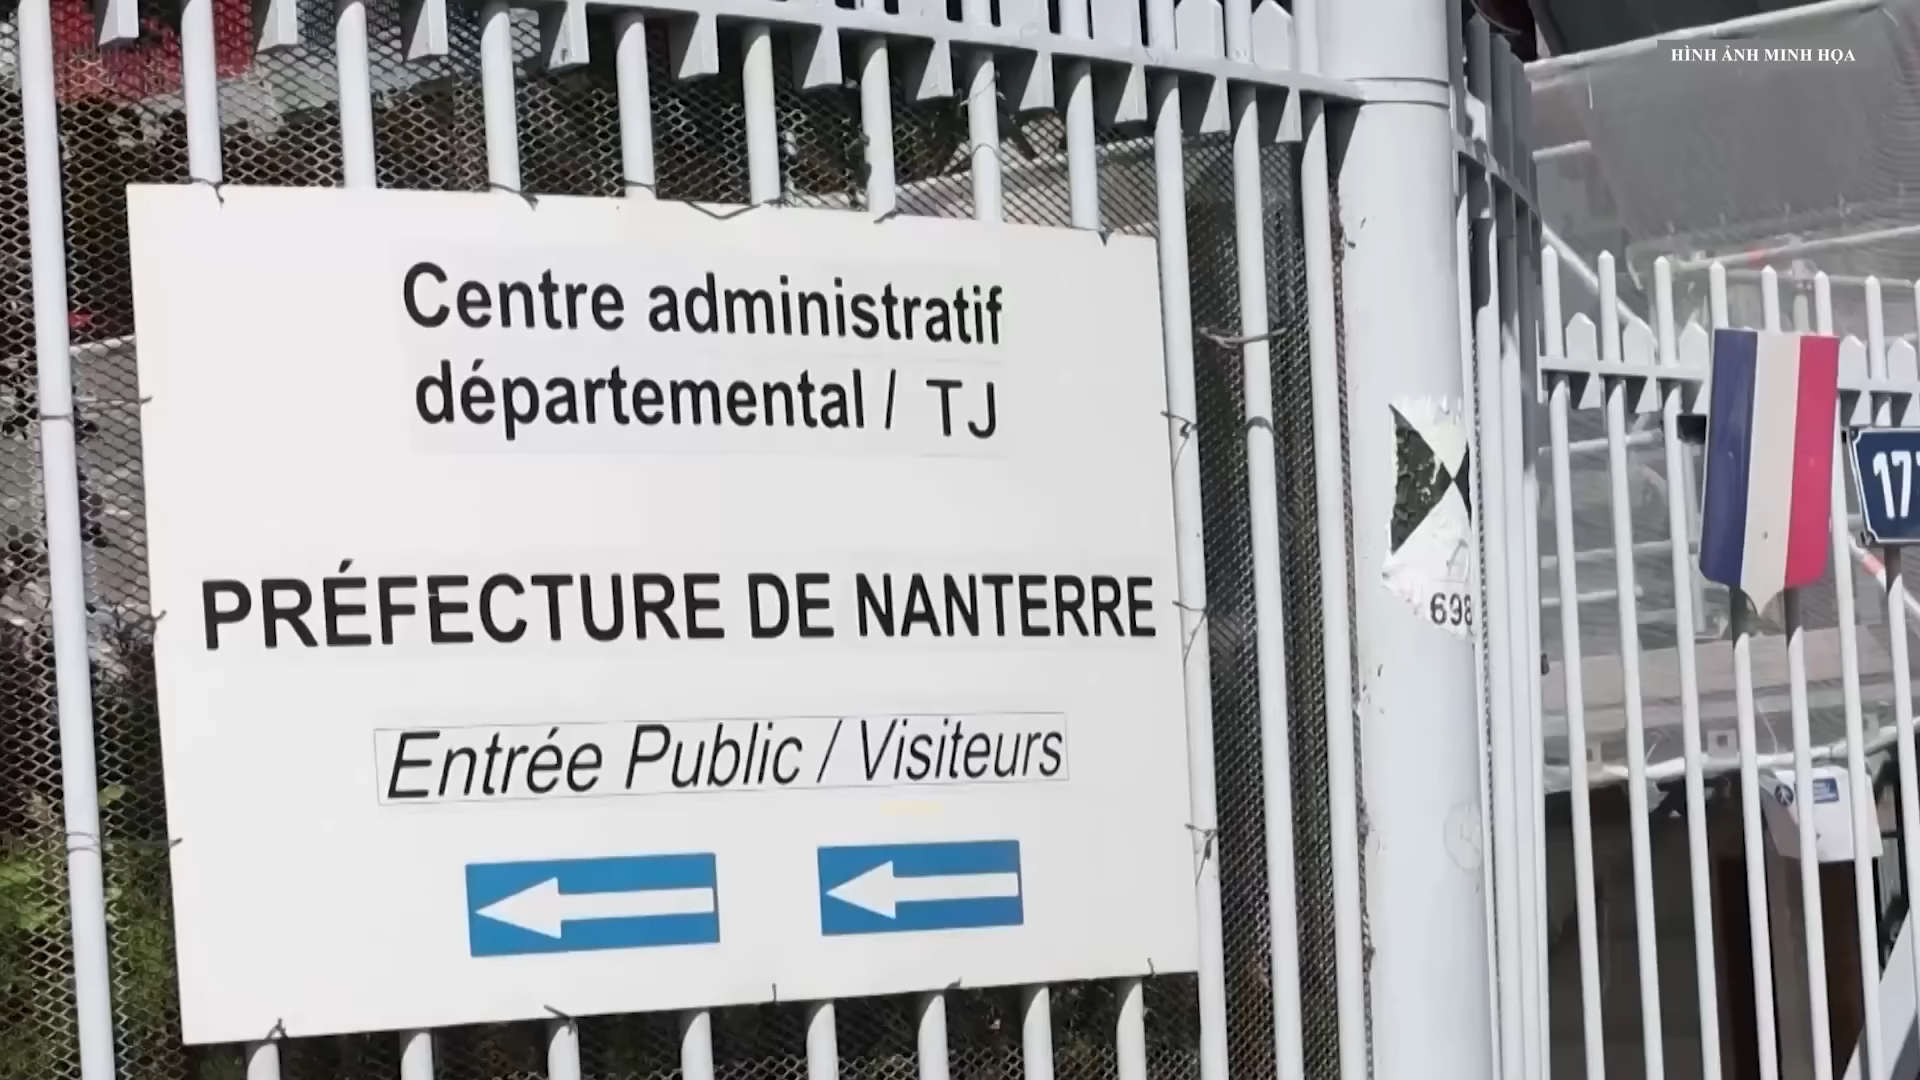 HÌNH ẢNH MINH HỌA
Centre administratif
départemental / TJ
PRÉFECTURE DE NANTERRE
Entrée Public / Visiteurs
698